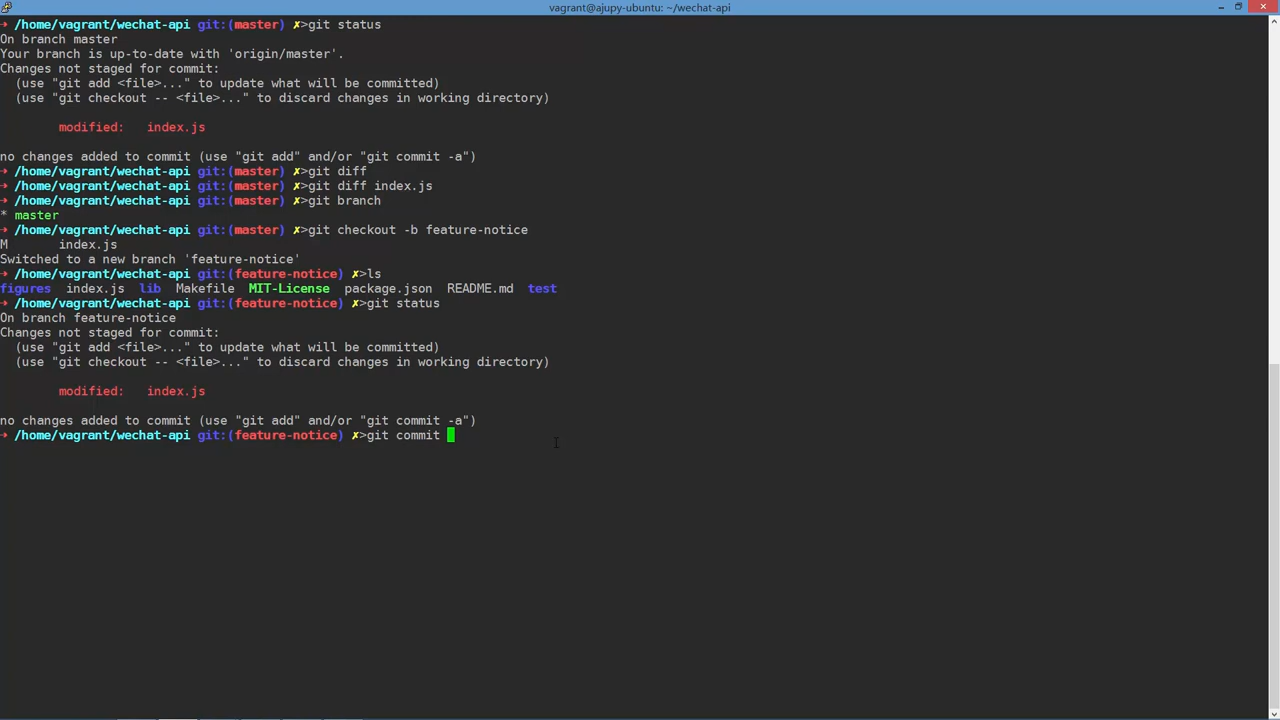 vagrant@ajupy-ubuntu: ~/wechat-api
➜ /home/vagrant/wechat-api git:(master) ✗>git status
On branch master
Your branch is up-to-date with 'origin/master'.
Changes not staged for commit:
  (use "git add <file>..." to update what will be committed)
  (use "git checkout -- <file>..." to discard changes in working directory)
        modified:   index.js
no changes added to commit (use "git add" and/or "git commit -a")
➜ /home/vagrant/wechat-api git:(master) ✗>git diff
➜ /home/vagrant/wechat-api git:(master) ✗>git diff index.js
➜ /home/vagrant/wechat-api git:(master) ✗>git branch
* master
➜ /home/vagrant/wechat-api git:(master) ✗>git checkout -b feature-notice
M       index.js
Switched to a new branch 'feature-notice'
➜ /home/vagrant/wechat-api git:(feature-notice) ✗>ls
figures  index.js  lib  Makefile  MIT-License  package.json  README.md  test
➜ /home/vagrant/wechat-api git:(feature-notice) ✗>git status
On branch feature-notice
Changes not staged for commit:
  (use "git add <file>..." to update what will be committed)
  (use "git checkout -- <file>..." to discard changes in working directory)
        modified:   index.js
no changes added to commit (use "git add" and/or "git commit -a")
➜ /home/vagrant/wechat-api git:(feature-notice) ✗>git commit